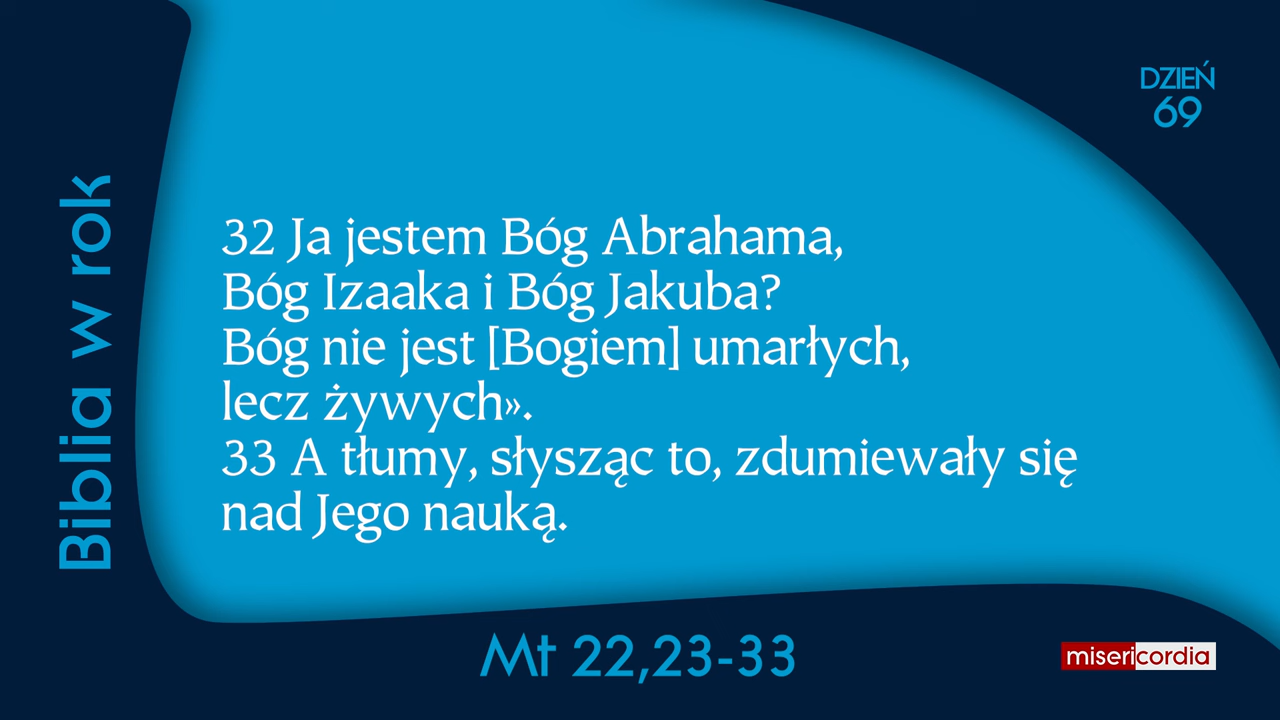 DZIEŃ
69
Biblia w rok
32 Ja jestem Bóg Abrahama,
Bóg Izaaka i Bóg Jakuba?
Bóg nie jest [Bogiem] umarłych,
lecz żywych».
33 A tłumy, słysząc to, zdumiewały się
nad Jego nauką.
Mt 22,23-33
misericordia